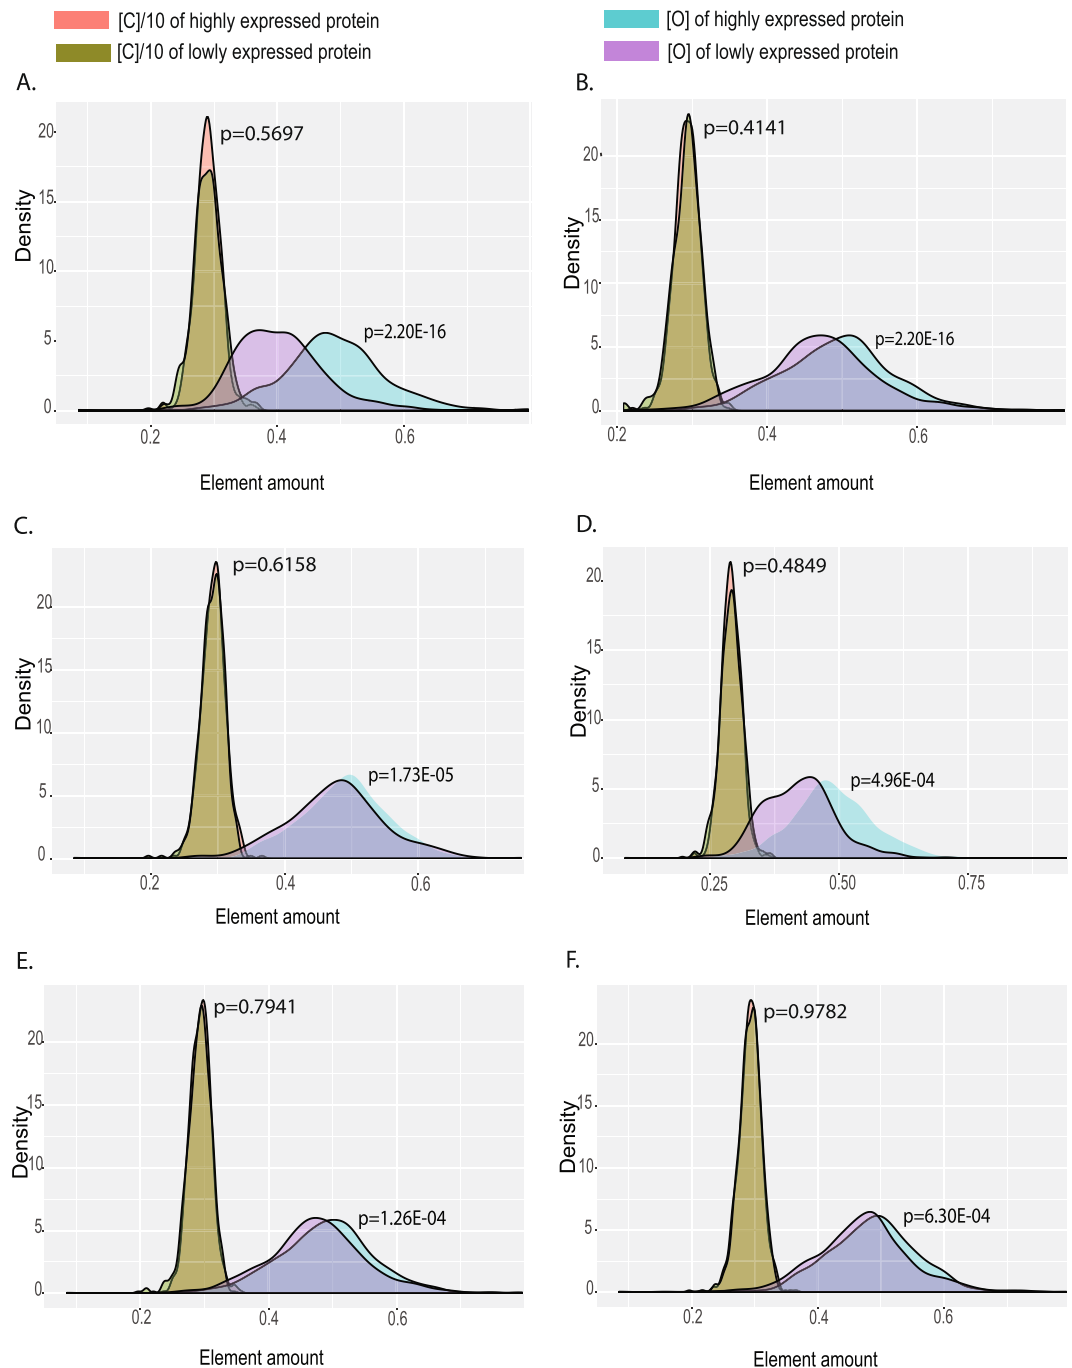 [C]/10 of highly expressed protein
[C]/10 of lowly expressed protein
[O] of highly expressed protein
[O] of lowly expressed protein
A.
p=0.5697
p=2.20E-16
Density
20
15
10
5
0
0.2 0.4 0.6
Element amount
B.
p=0.4141
p=2.20E-16
Density
20
15
10
5
0
0.2 0.4 0.6
Element amount
C.
p=0.6158
p=1.73E-05
Density
20
15
10
5
0
0.2 0.4 0.6
Element amount
D.
p=0.4849
p=4.96E-04
Density
20
15
10
5
0
0.25 0.50 0.75
Element amount
E.
p=0.7941
p=1.26E-04
Density
20
15
10
5
0
0.2 0.4 0.6
Element amount
F.
p=0.9782
p=6.30E-04
Density
20
15
10
5
0
0.2 0.4 0.6
Element amount